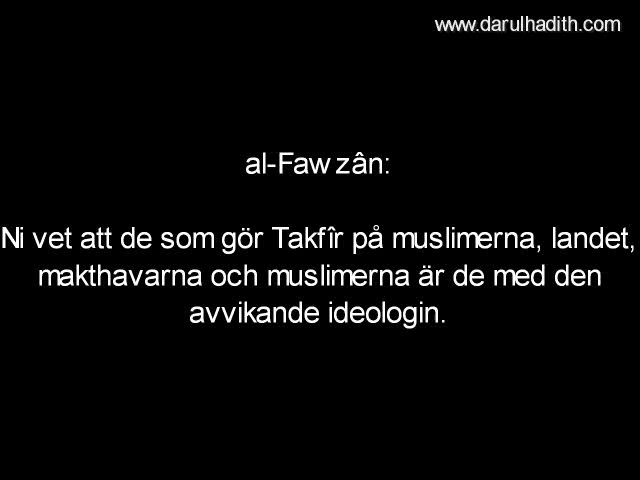 www.darulhadith.com
al-Fawzân:
Ni vet att de som gör Takfîr på muslimerna, landet,
makthavarna och muslimerna är de med den
avvikande ideologin.